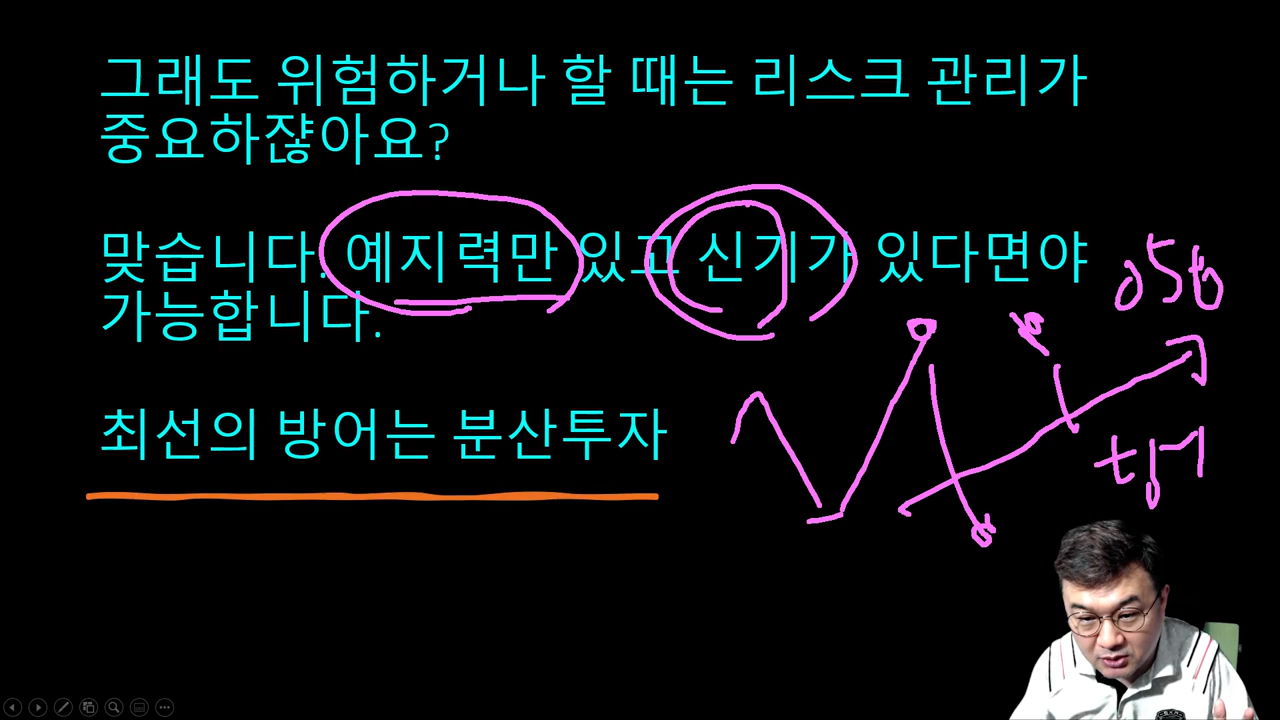 그래도 위험하거나 할 때는 리스크 관리가
중요하쟎아요?
맞습니다. 예지력만 있고 신기가 있다면야
가능합니다.
최선의 방어는 분산투자